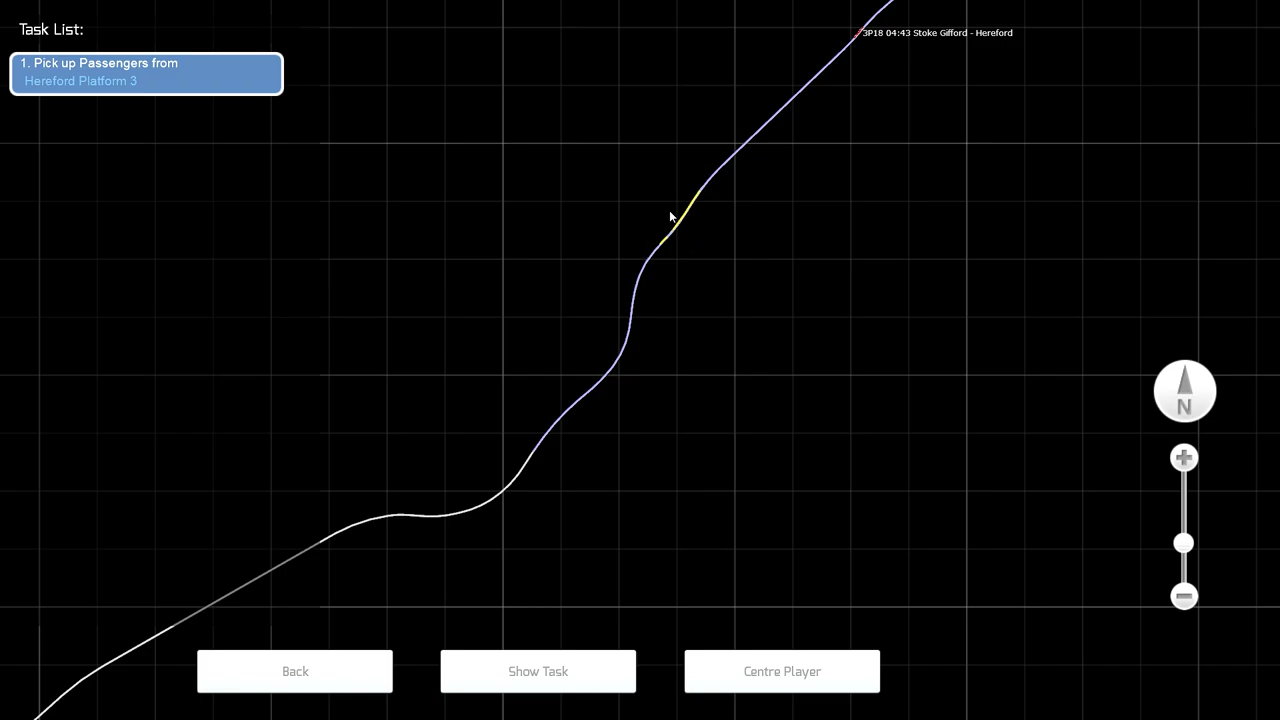 Task List:
3P18 04:43 Stoke Gifford - Hereford
1. Pick up Passengers from
Hereford Platform 3
N
Back
Show Task
Centre Player